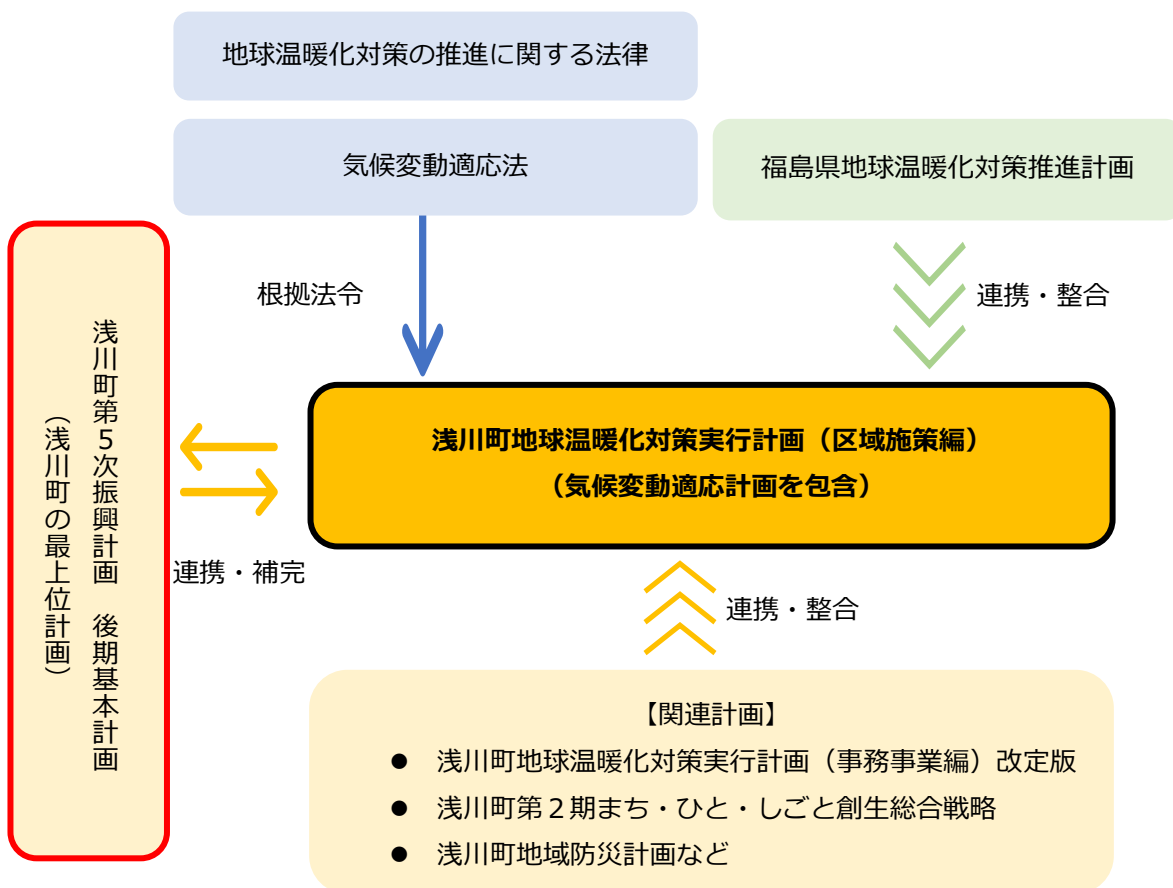 地球温暖化対策の推進に関する法律
気候変動適応法
福島県地球温暖化対策推進計画
根拠法令
連携・整合
浅川町第５次振興計画　後期基本計画
（浅川町の最上位計画）
浅川町地球温暖化対策実行計画（区域施策編）
（気候変動適応計画を包含）
連携・補完
連携・整合
【関連計画】
● 浅川町地球温暖化対策実行計画（事務事業編）改定版
● 浅川町第２期まち・ひと・しごと創生総合戦略
● 浅川町地域防災計画など